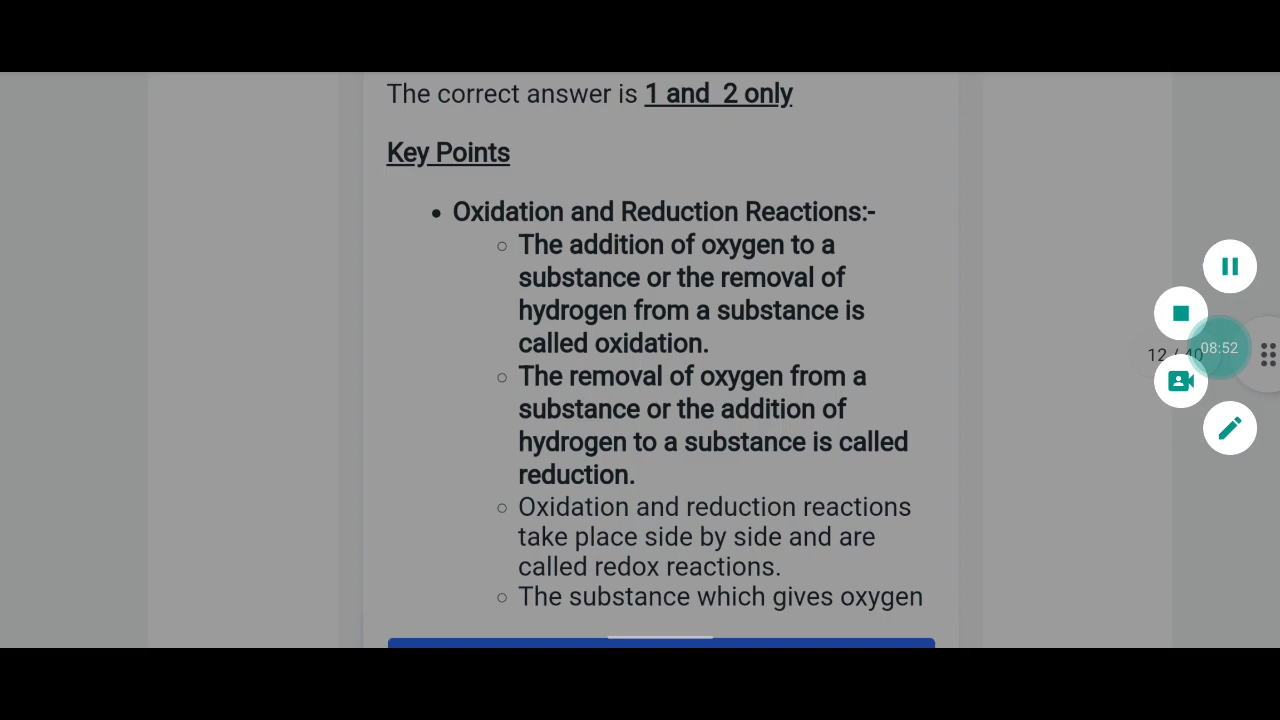 The correct answer is 1 and 2 only
Key Points
Oxidation and Reduction Reactions:-
The addition of oxygen to a
substance or the removal of
hydrogen from a substance is
called oxidation.
The removal of oxygen from a
substance or the addition of
hydrogen to a substance is called
reduction.
Oxidation and reduction reactions
take place side by side and are
called redox reactions.
The substance which gives oxygen
12 / 40
08:52